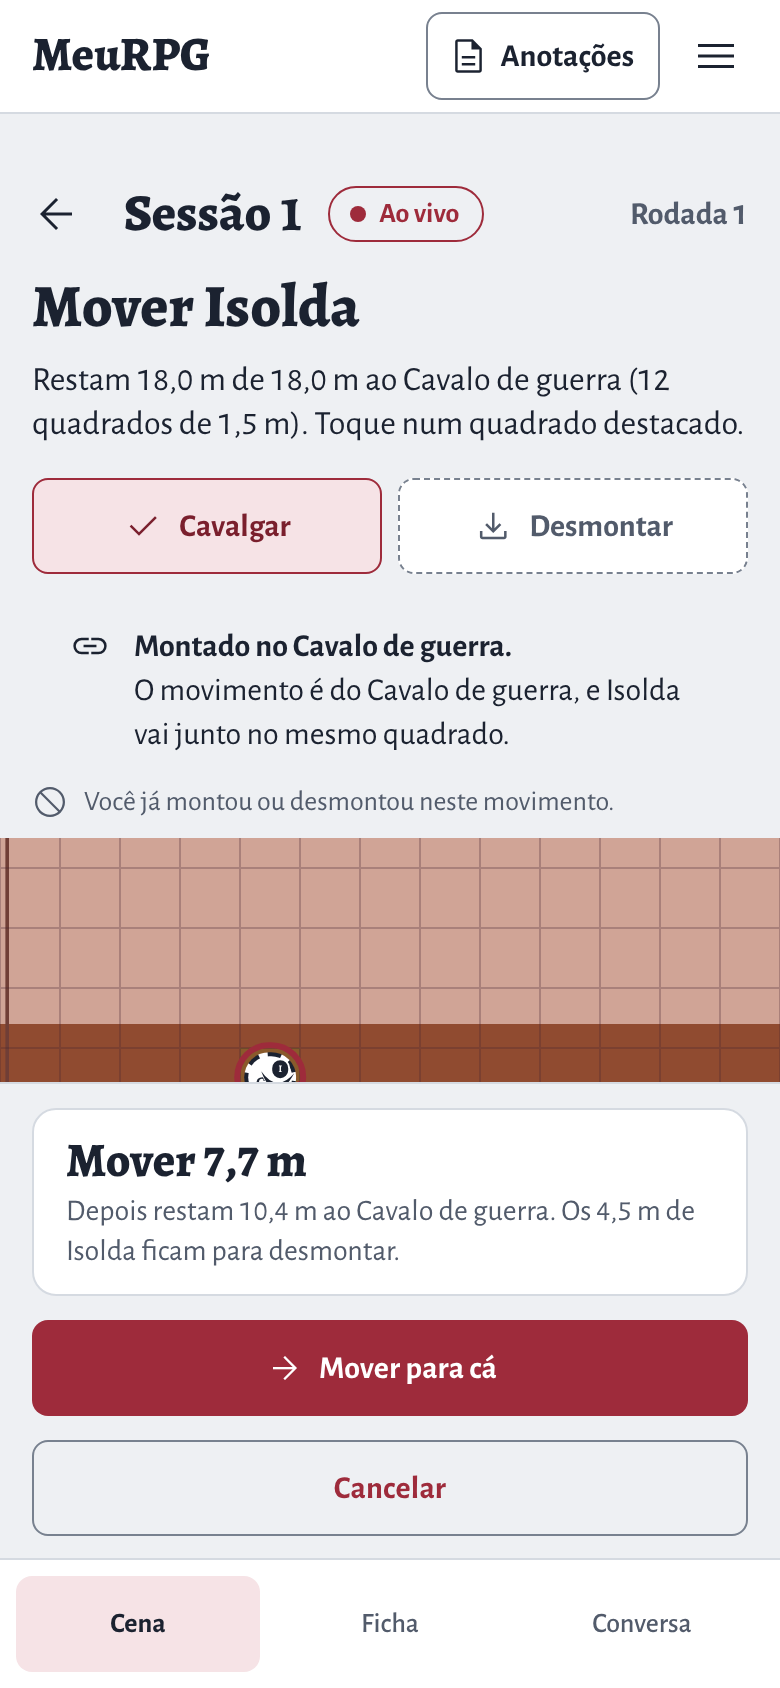 MeuRPG
Anotações
Sessão 1
Ao vivo
Rodada 1
Mover Isolda
Restam 18,0 m de 18,0 m ao Cavalo de guerra (12
quadrados de 1,5 m). Toque num quadrado destacado.
Cavalgar
Desmontar
Montado no Cavalo de guerra.
O movimento é do Cavalo de guerra, e Isolda
vai junto no mesmo quadrado.
Você já montou ou desmontou neste movimento.
I
Mover 7,7 m
Depois restam 10,4 m ao Cavalo de guerra. Os 4,5 m de
Isolda ficam para desmontar.
Mover para cá
Cancelar
Cena
Ficha
Conversa